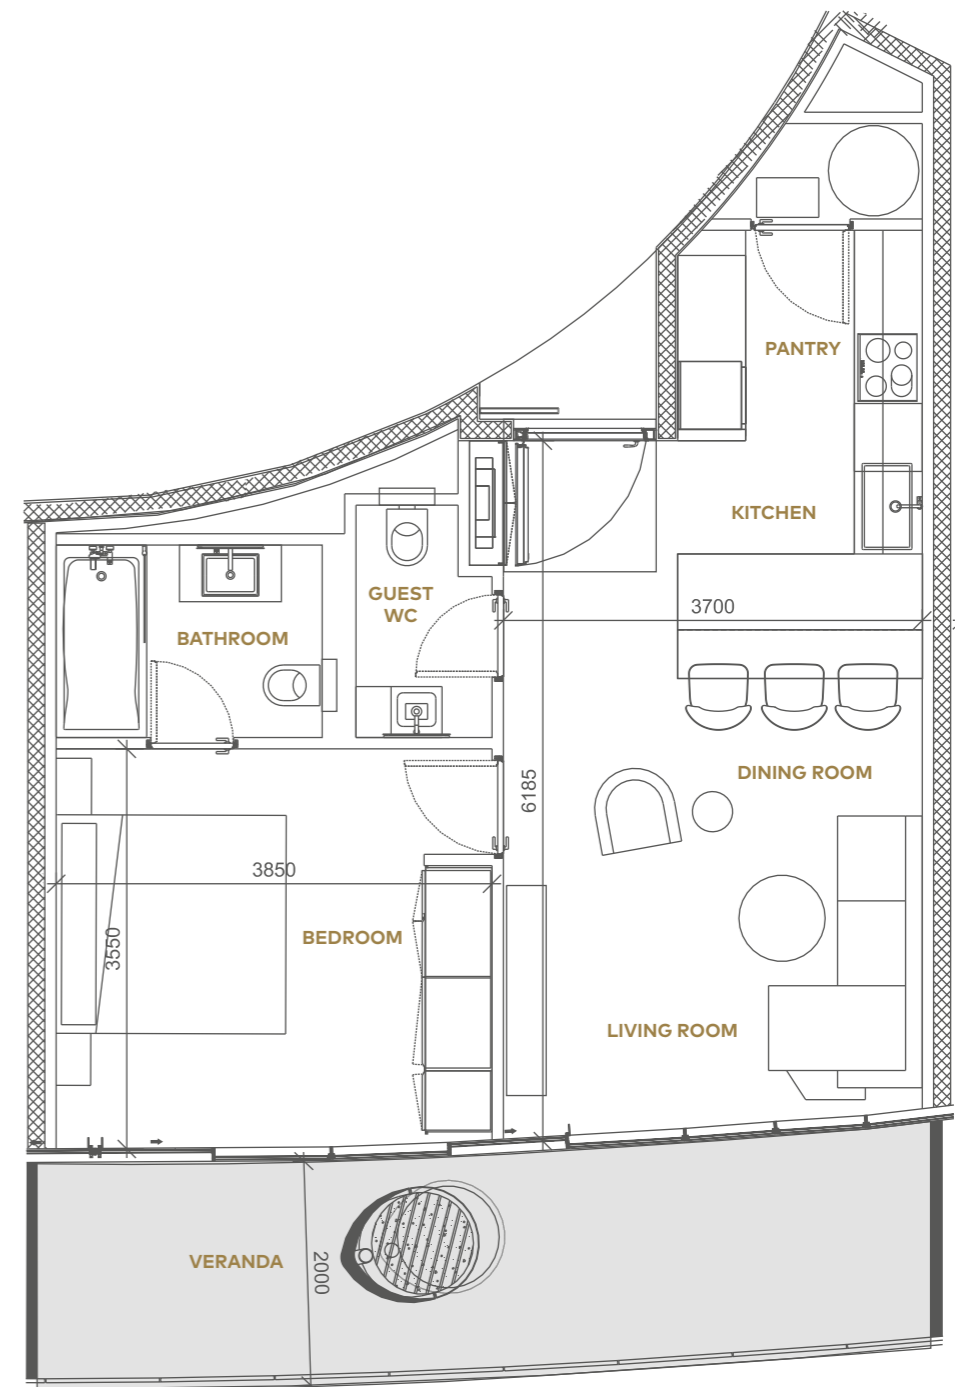 PANTRY
KITCHEN
GUEST
WC
3700
BATHROOM
DINING ROOM
6185
3850
BEDROOM
3550
LIVING ROOM
VERANDA
2000